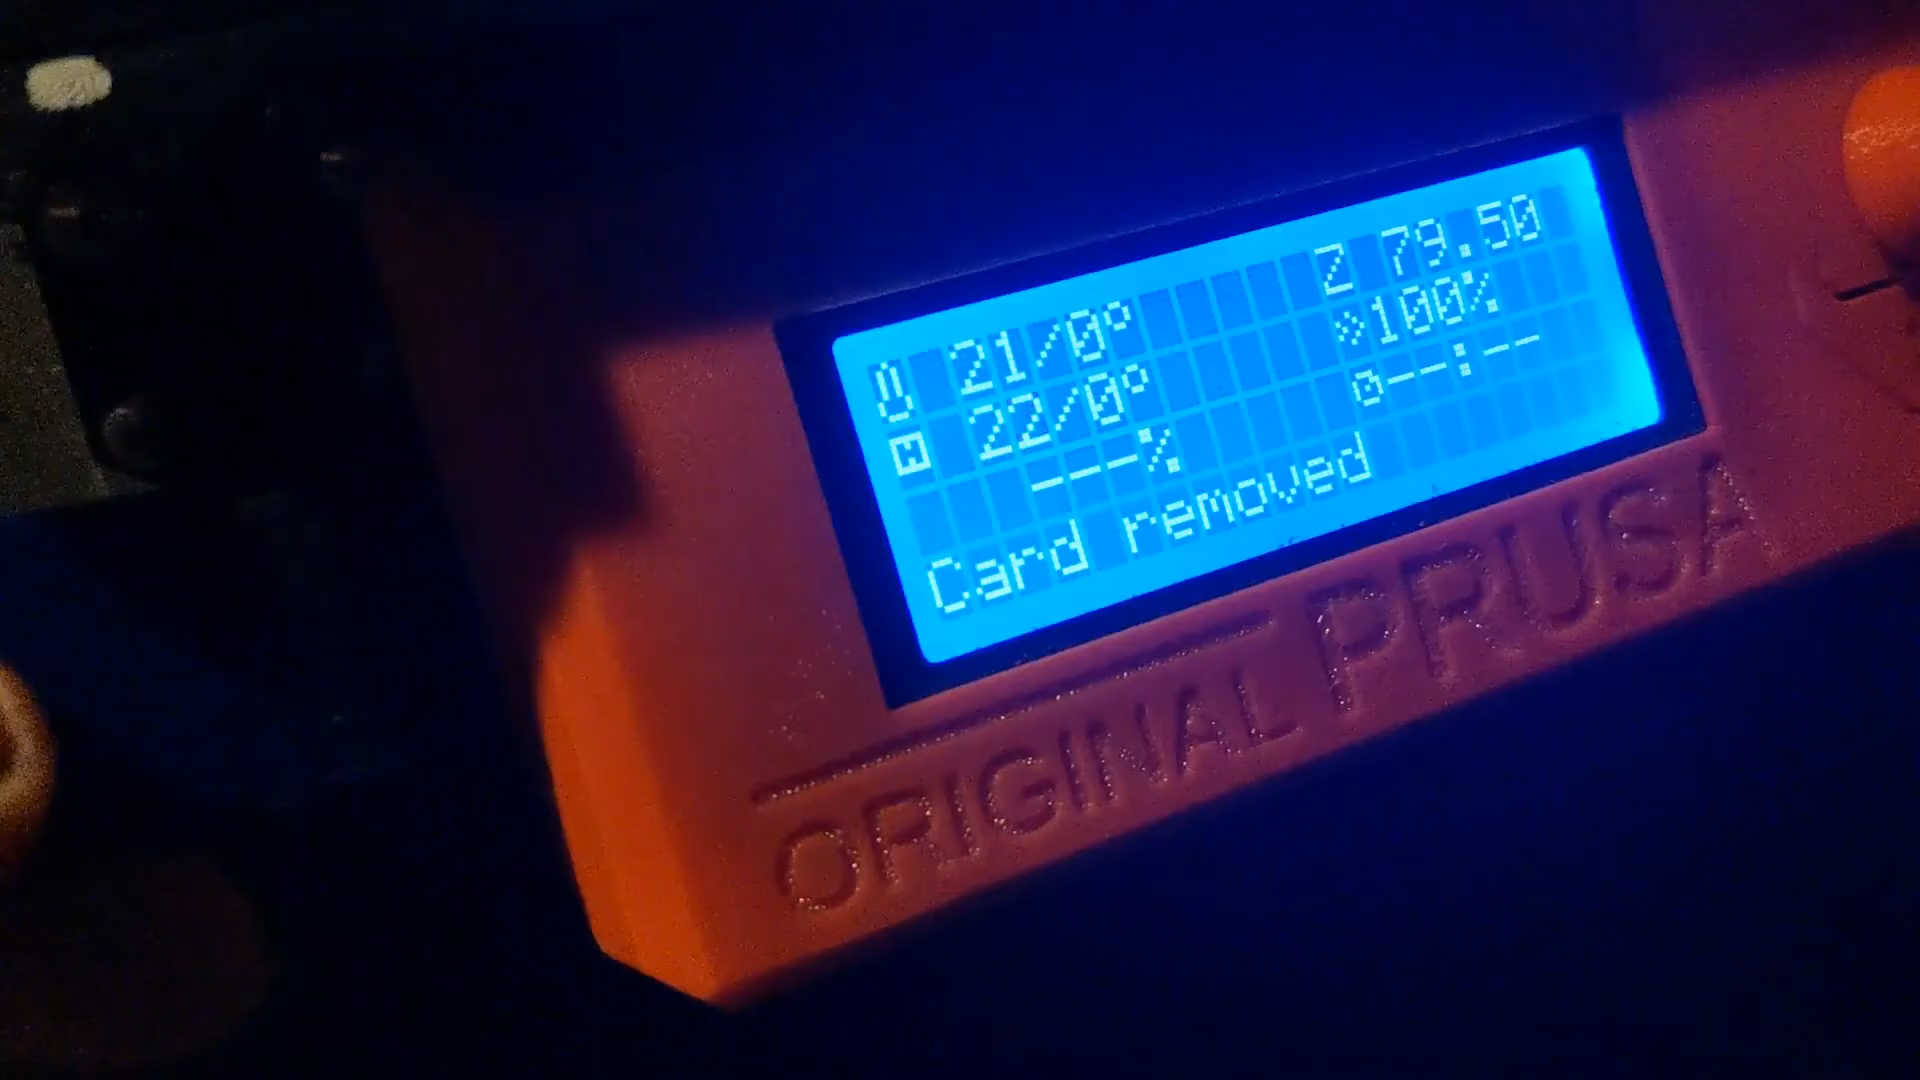 21/0° Z 79.50
22/0° 100%
---% --:--
Card removed
ORIGINAL PRUSA